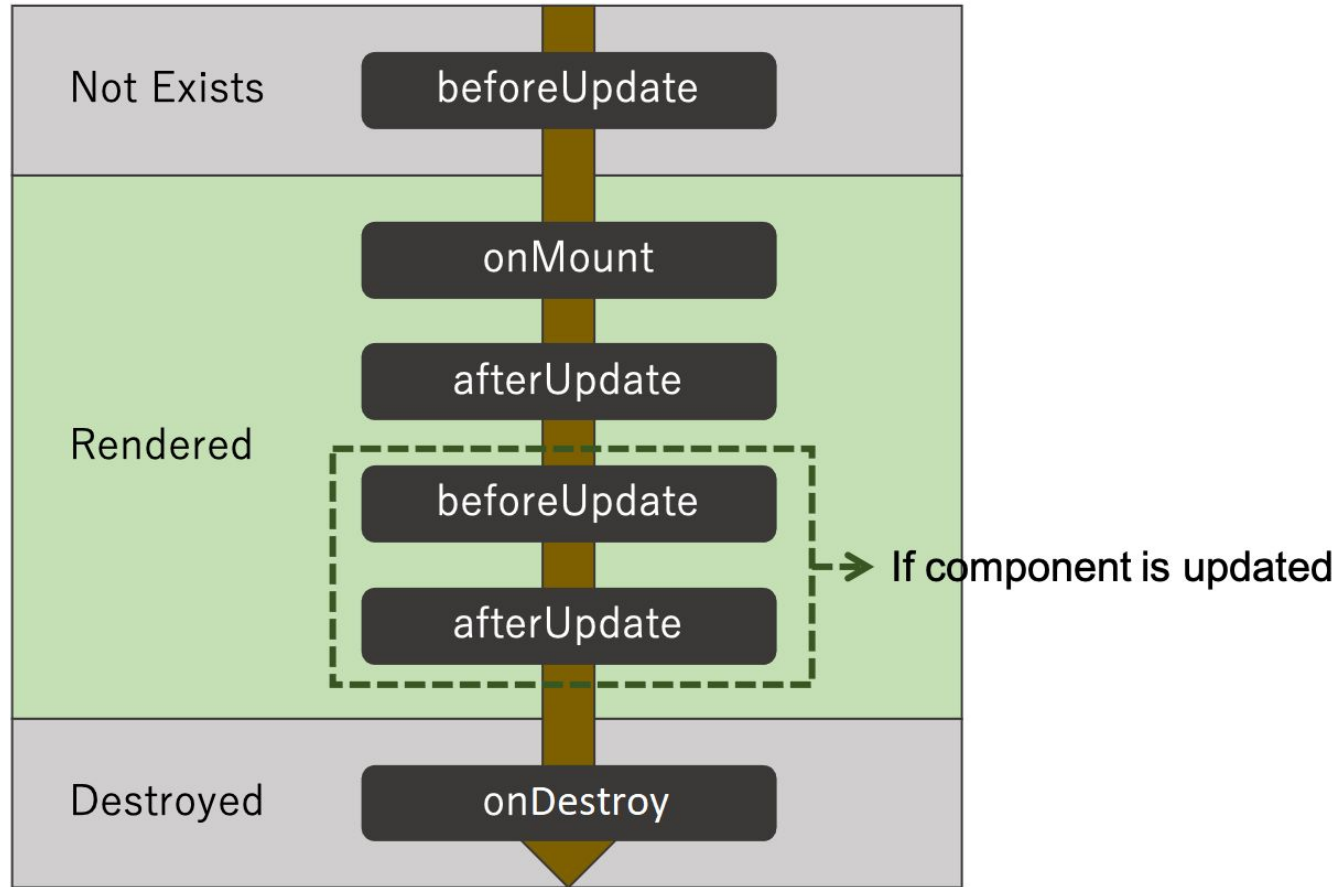 Not Exists
beforeUpdate
onMount
afterUpdate
Rendered
beforeUpdate
If component is updated
afterUpdate
Destroyed
onDestroy